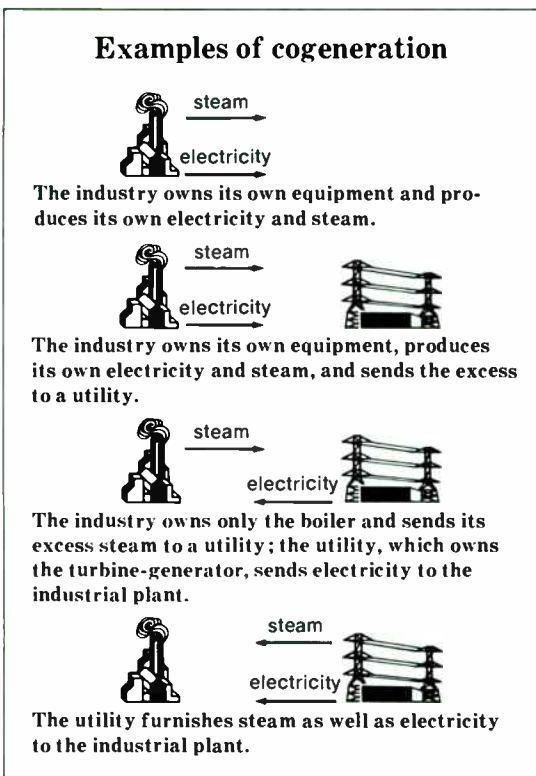 Examples of cogeneration
steam
electricity
The industry owns its own equipment and pro-
duces its own electricity and steam.
steam
electricity
The industry owns its own equipment, produces
its own electricity and steam, and sends the excess
to a utility.
steam
electricity
The industry owns only the boiler and sends its
excess steam to a utility; the utility, which owns
the turbine-generator, sends electricity to the
industrial plant.
steam
electricity
The utility furnishes steam as well as electricity
to the industrial plant.